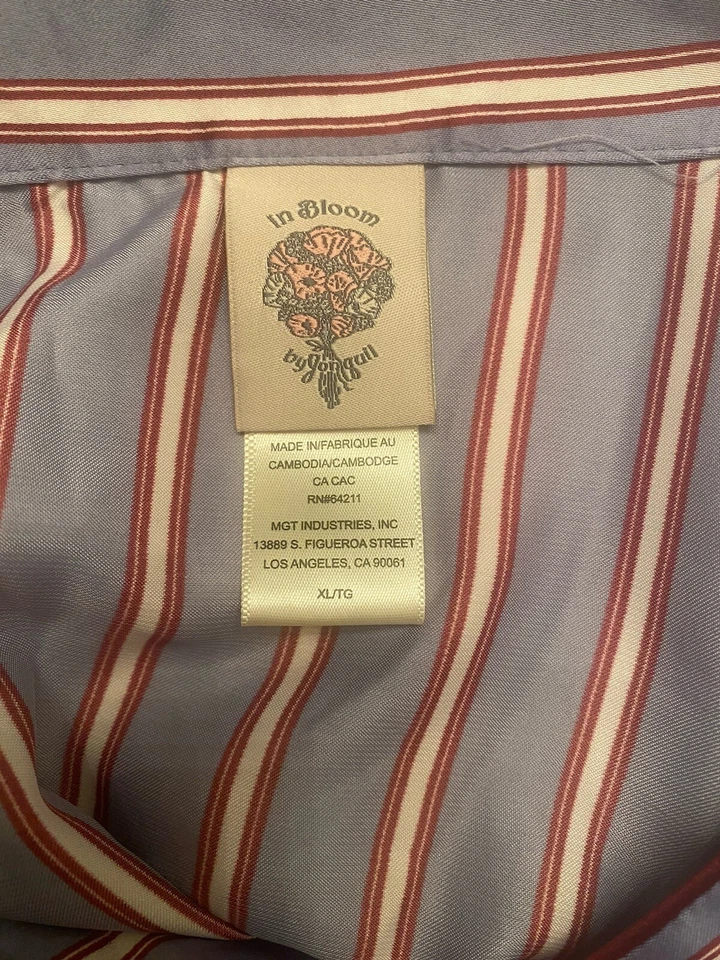 In Bloom
by Jonquil
MADE IN/FABRIQUE AU
CAMBODIA/CAMBODGE
CA CAC
RN#64211
MGT INDUSTRIES, INC
13889 S. FIGUEROA STREET
LOS ANGELES, CA 90061
XL/TG